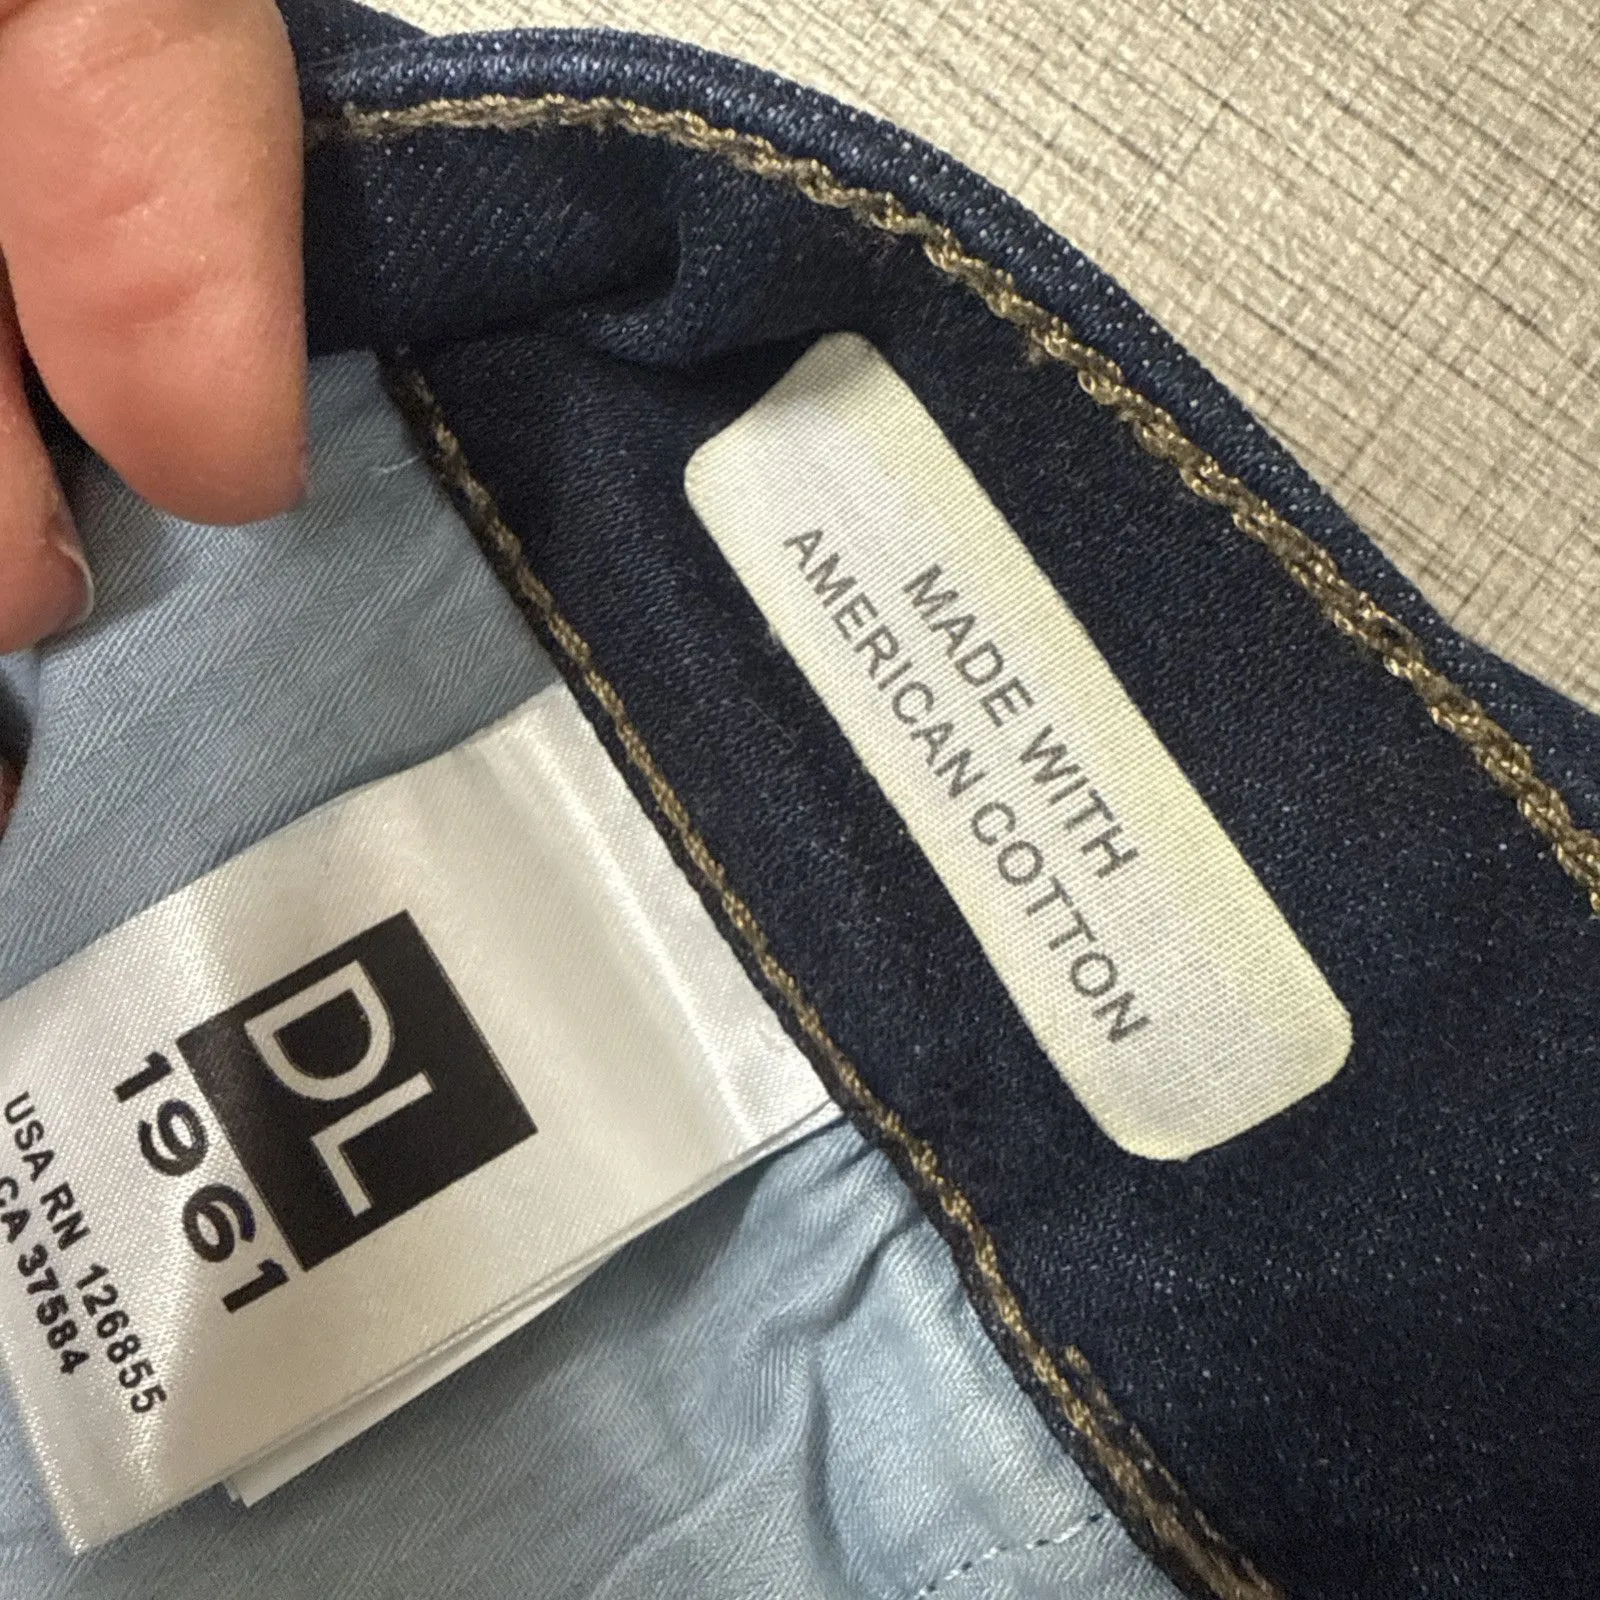 MADE WITH
AMERICAN COTTON
DL
1961
USA RN 126855
CA 37584